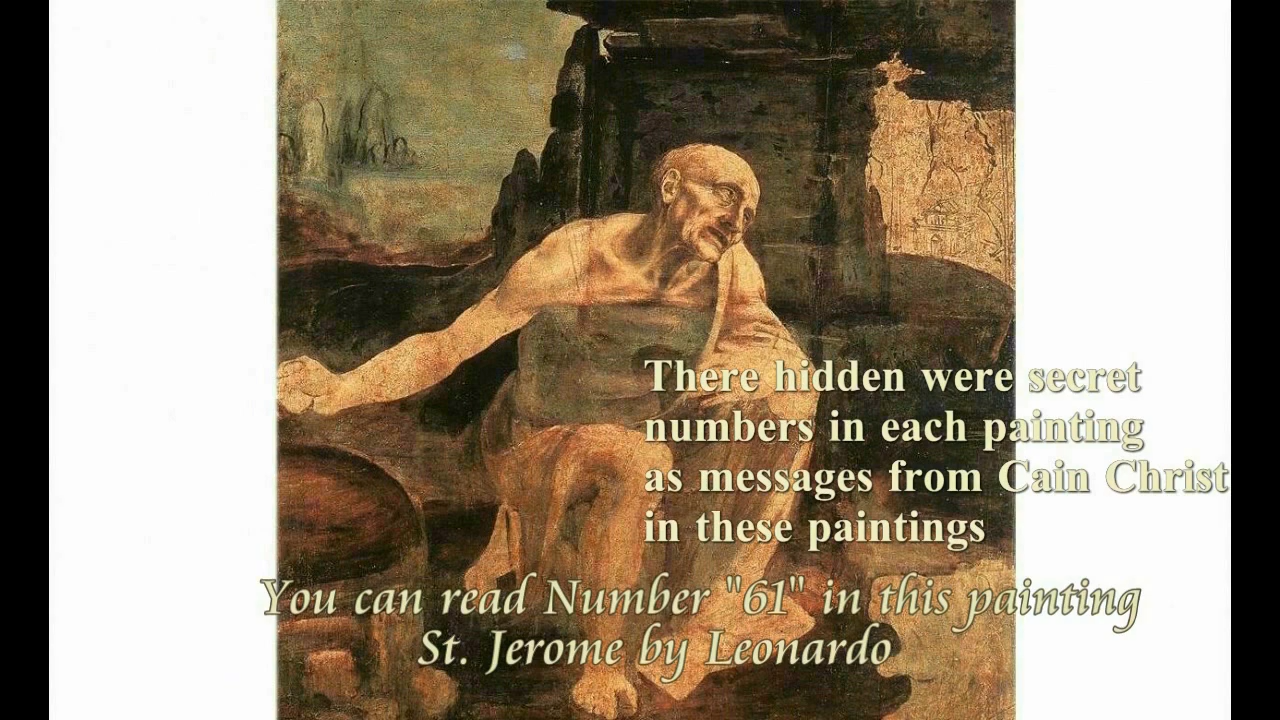 There hidden were secret
numbers in each painting
as messages from Cain Christ
in these paintings
You can read Number "61" in this painting
St. Jerome by Leonardo